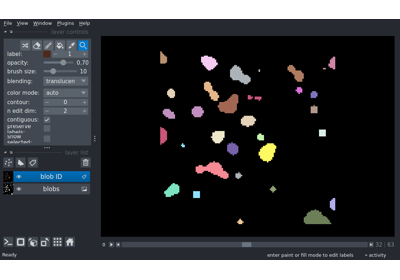 File View Window Plugins Help
layer controls
label: 1
opacity: 0.70
brush size: 10
blending: translucen
color mode: auto
contour: 0
n edit dim: 2
contiguous:
preserve labels:
show selected:
layer list
blob ID
blobs
0 32 63
Ready enter paint or fill mode to edit labels activity